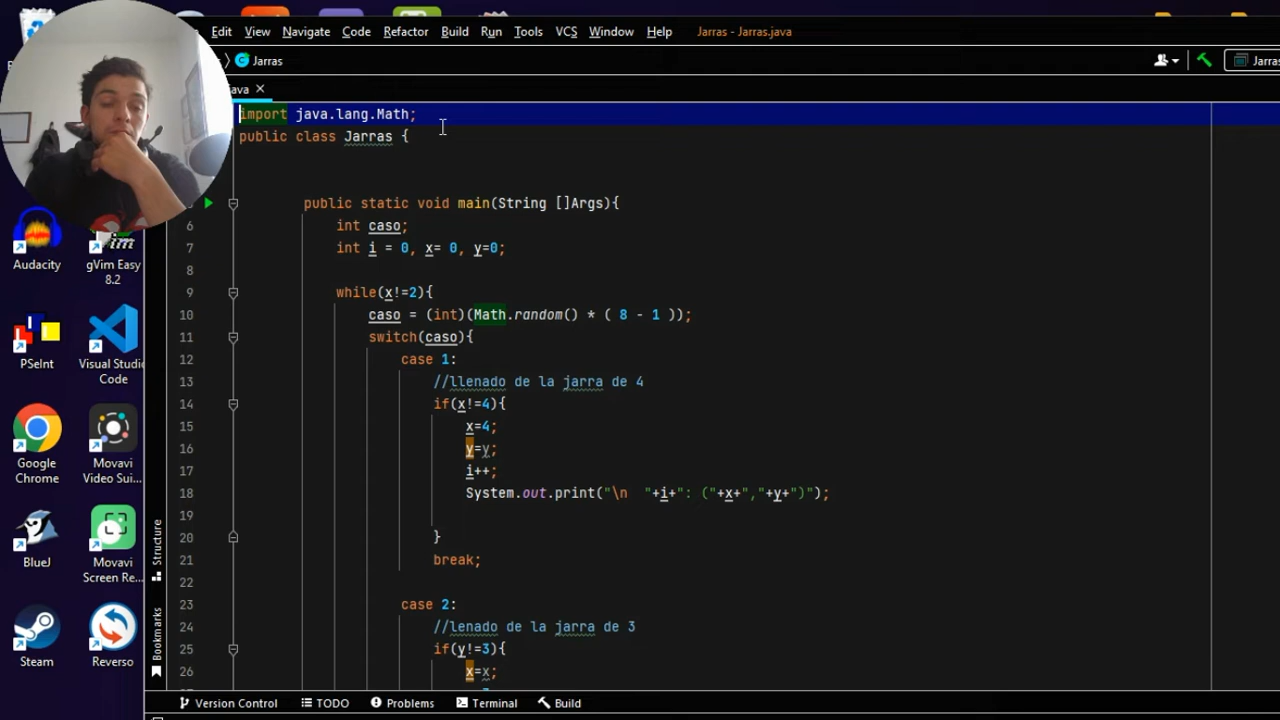 Edit View Navigate Code Refactor Build Run Tools VCS Window Help Jarras - Jarras.java
Jarras
Jarras
java
import java.lang.Math;
public class Jarras {
public static void main(String []Args){
6 int caso;
7 int i = 0, x= 0, y=0;
8
9 while(x!=2){
10 caso = (int)(Math.random() * ( 8 - 1 ));
11 switch(caso){
12 case 1:
13 //llenado de la jarra de 4
14 if(x!=4){
15 x=4;
16 y=y;
17 i++;
18 System.out.print("\n "+i+": ("+x+","+y+")");
19
20 }
21 break;
22
23 case 2:
24 //lenado de la jarra de 3
25 if(y!=3){
26 x=x;
Structure
Bookmarks
Version Control TODO Problems Terminal Build
Audacity
gVim Easy
8.2
PSeInt
Visual Studio
Code
Google
Chrome
Movavi
Video Sui...
BlueJ
Movavi
Screen Re...
Steam
Reverso